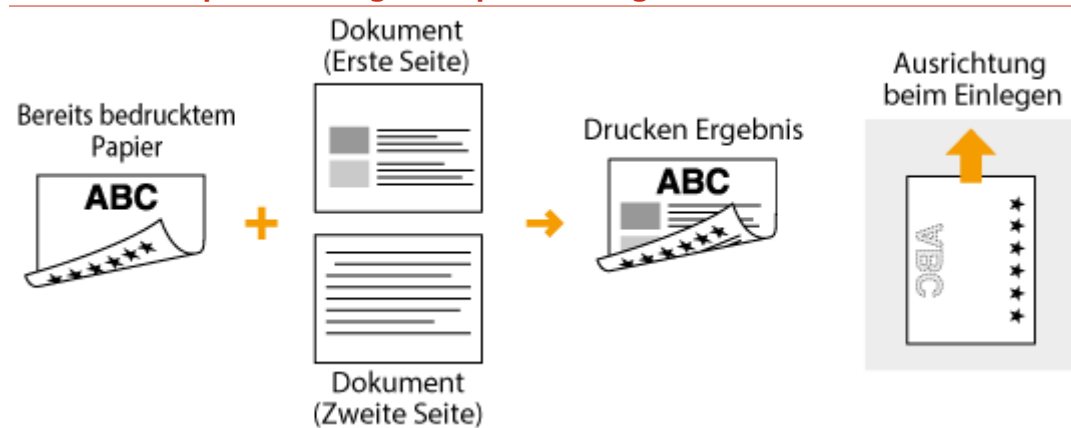 Dokument
(Erste Seite)
Bereits bedrucktem
Papier
ABC
Dokument
(Zweite Seite)
Drucken Ergebnis
ABC
Ausrichtung
beim Einlegen
ABC